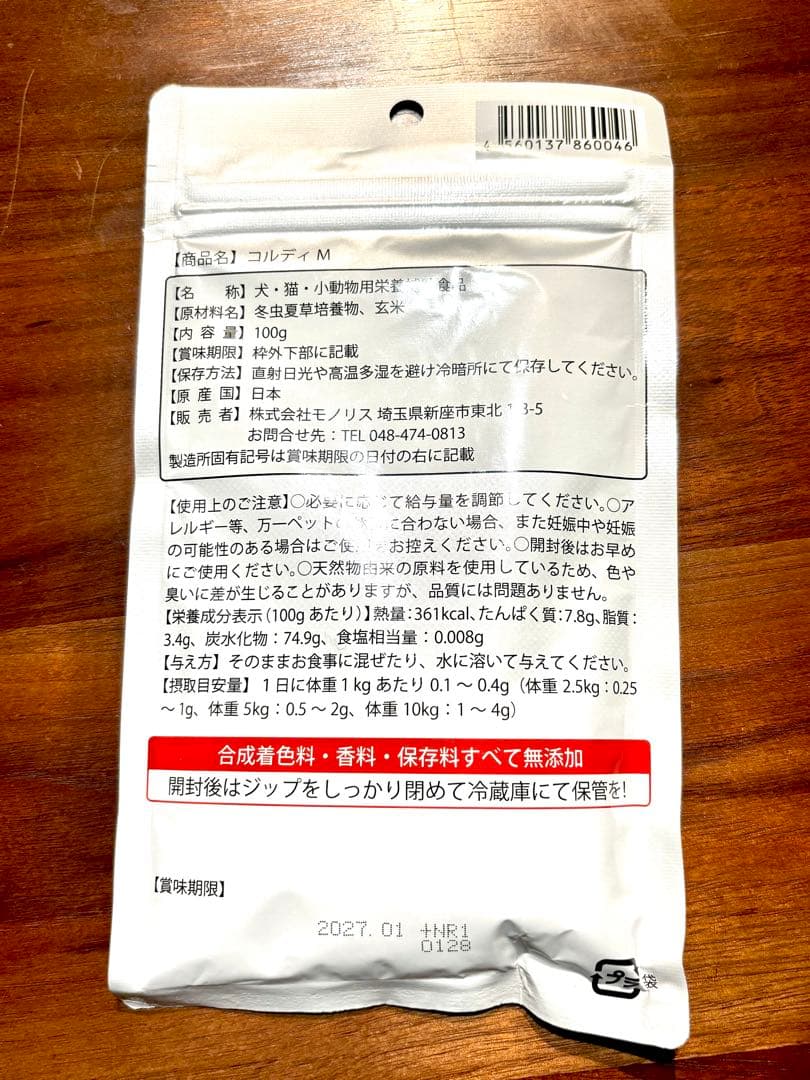 4 560137 860046
【商品名】コルディM
【名　　称】犬・猫・小動物用栄養 食品
【原材料名】冬虫夏草培養物、玄米
【内 容 量】100g
【賞味期限】枠外下部に記載
【保存方法】直射日光や高温多湿を避け冷暗所にて保存してください。
【原 産 国】日本
【販 売 者】株式会社モノリス 埼玉県新座市東北 -5
お問合せ先：TEL 048-474-0813
製造所固有記号は賞味期限の日付の右に記載
【使用上のご注意】○必要に応じて給与量を調節してください。○ア
レルギー等、万一ペット に合わない場合、また妊娠中や妊娠
の可能性のある場合はご使用 お控えください。○開封後はお早め
にご使用ください。○天然物由来の原料を使用しているため、色や
臭いに差が生じることがありますが、品質には問題ありません。
【栄養成分表示(100gあたり)】熱量：361kcal、たんぱく質：7.8g、脂質：
3.4g、炭水化物：74.9g、食塩相当量：0.008g
【与え方】そのままお食事に混ぜたり、水に溶いて与えてください。
【摂取目安量】1日に体重1kgあたり0.1～0.4g（体重2.5kg：0.25
～1g、体重5kg：0.5～2g、体重10kg：1～4g）
合成着色料・香料・保存料すべて無添加
開封後はジップをしっかり閉めて冷蔵庫にて保管を!
【賞味期限】
2027.01 +NR1
0128
プラ 袋